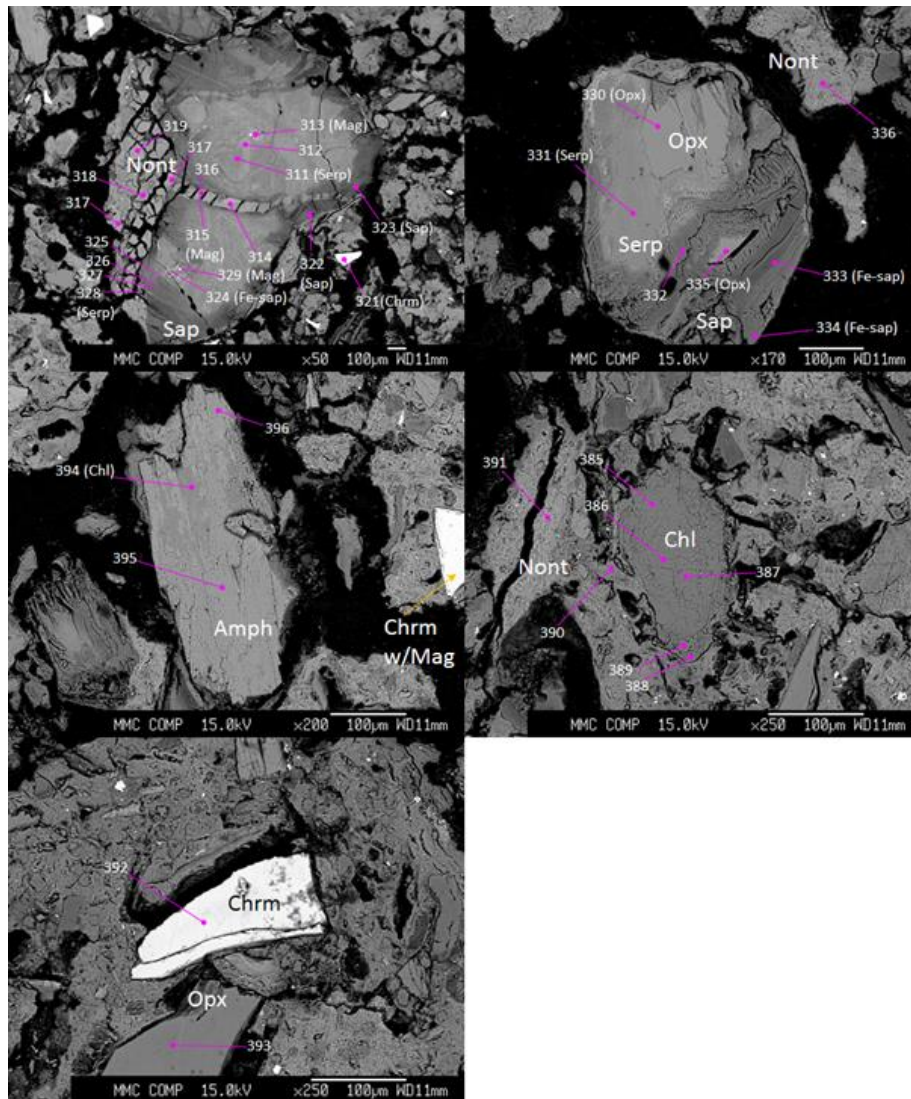 319
Nont
317
316
318
317
325
326
327
328
(Serp)
313 (Mag)
312
311 (Serp)
315
(Mag)
314
329 (Mag)
324 (Fe-sap)
322
(Sap)
323 (Sap)
321(Chrm)
Sap
MMC COMP 15.0kV ×50 100µm WD11mm
330 (Opx)
Opx
Nont
336
331 (Serp)
Serp
332
335 (Opx)
Sap
333 (Fe-sap)
334 (Fe-sap)
MMC COMP 15.0kV ×170 100µm WD11mm
396
394 (Chl)
395
Amph
Chrm
w/Mag
MMC COMP 15.0kV ×200 100µm WD11mm
391
385
386
Chl
Nont
387
390
389
388
MMC COMP 15.0kV ×250 100µm WD11mm
392
Chrm
Opx
393
MMC COMP 15.0kV ×250 100µm WD11mm